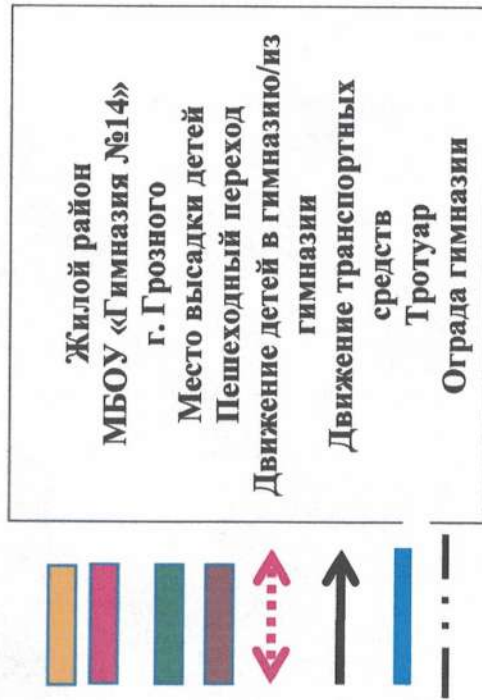 Жилой район
МБОУ «Гимназия №14»
г. Грозного
Место высадки детей
Пешеходный переход
Движение детей в гимназию/из
гимназии
Движение транспортных
средств
Тротуар
Ограда гимназии